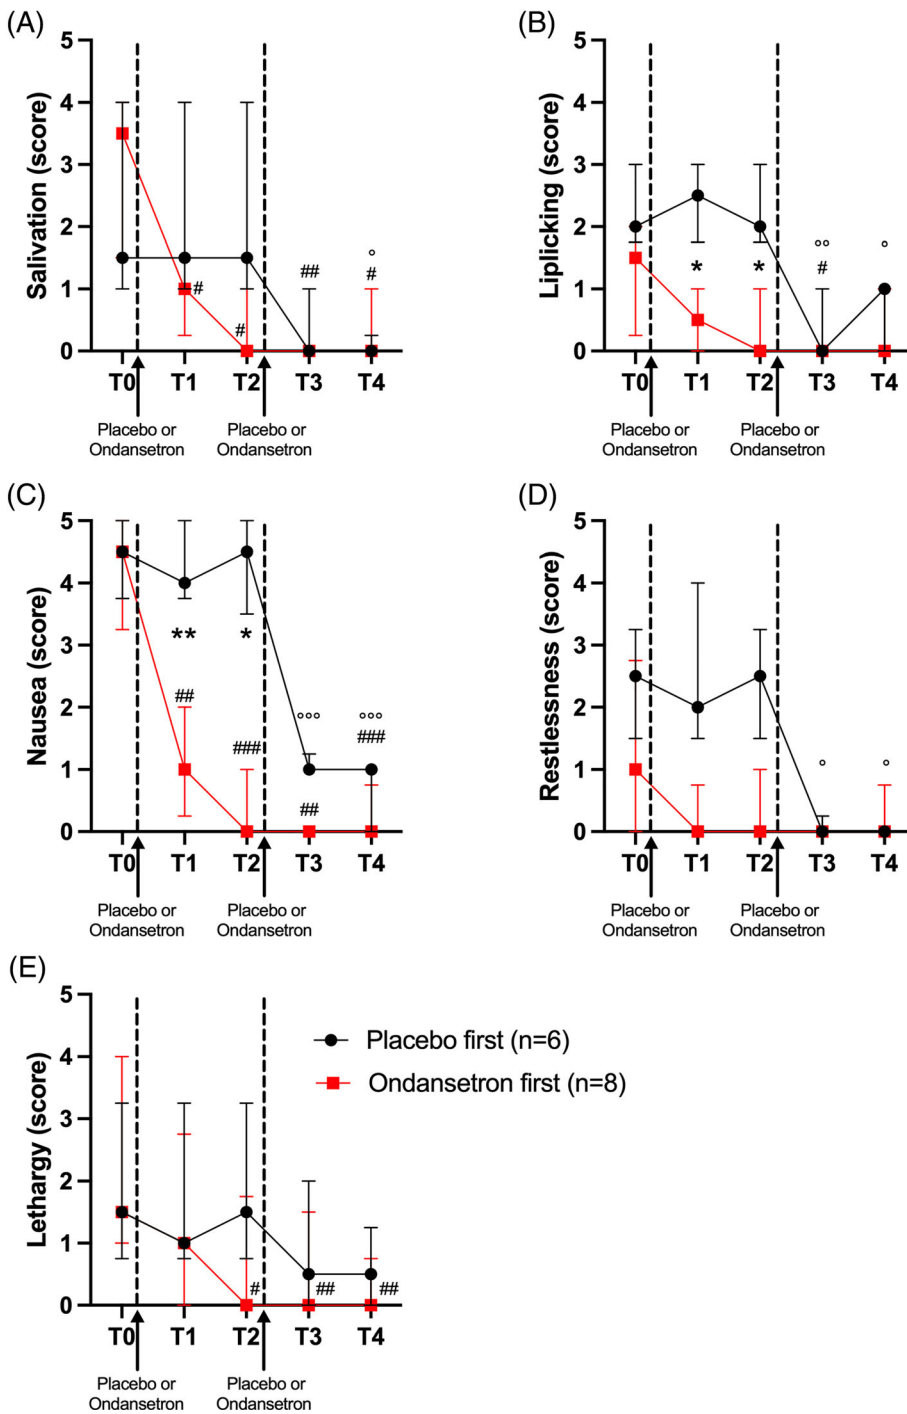 (A)
5
4
3
2
1
0
Salivation (score)
#
#
##
°
#
T0 T1 T2 T3 T4
Placebo or
Ondansetron
Placebo or
Ondansetron
(B)
5
4
3
2
1
0
Liplicking (score)
*
*
°°
#
°
T0 T1 T2 T3 T4
Placebo or
Ondansetron
Placebo or
Ondansetron
(C)
5
4
3
2
1
0
Nausea (score)
**
*
##
###
°°°
##
°°°
###
T0 T1 T2 T3 T4
Placebo or
Ondansetron
Placebo or
Ondansetron
(D)
5
4
3
2
1
0
Restlessness (score)
°
°
T0 T1 T2 T3 T4
Placebo or
Ondansetron
Placebo or
Ondansetron
(E)
5
4
3
2
1
0
Lethargy (score)
#
##
##
T0 T1 T2 T3 T4
Placebo or
Ondansetron
Placebo or
Ondansetron
Placebo first (n=6)
Ondansetron first (n=8)